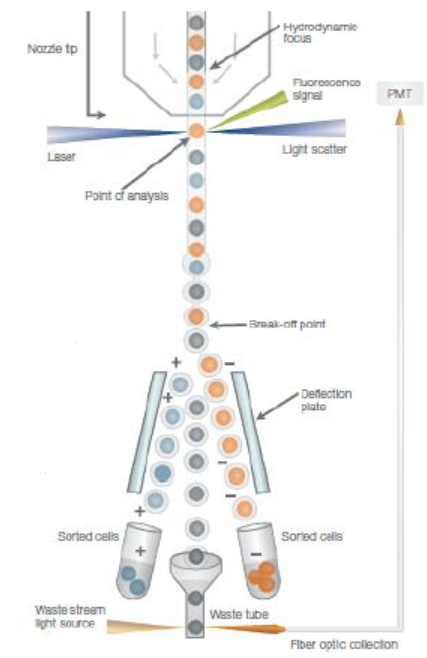 Nozzle tip
Hydrodynamic
focus
Fluorescence
signal
PMT
Laser
Light scatter
Point of analysis
Break-off point
+
–
+
Deflection
plate
–
–
+
Sorted cells
Sorted cells
+
–
Waste stream
light source
Waste tube
Fiber optic collection